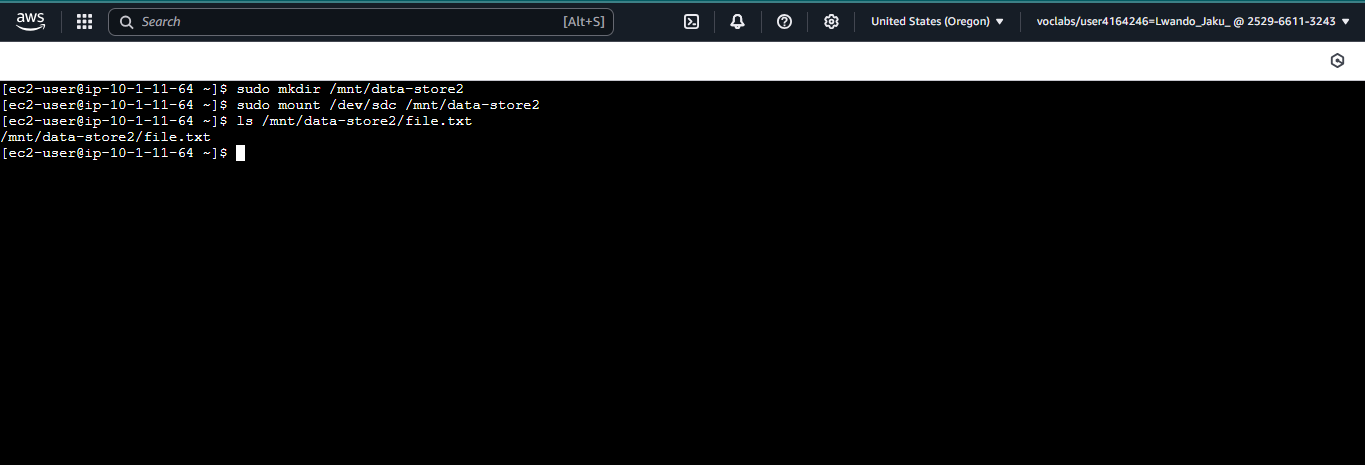 aws
Search
[Alt+S]
United States (Oregon)
voclabs/user4164246=Lwando_Jaku_ @ 2529-6611-3243
[ec2-user@ip-10-1-11-64 ~]$ sudo mkdir /mnt/data-store2
[ec2-user@ip-10-1-11-64 ~]$ sudo mount /dev/sdc /mnt/data-store2
[ec2-user@ip-10-1-11-64 ~]$ ls /mnt/data-store2/file.txt
/mnt/data-store2/file.txt
[ec2-user@ip-10-1-11-64 ~]$